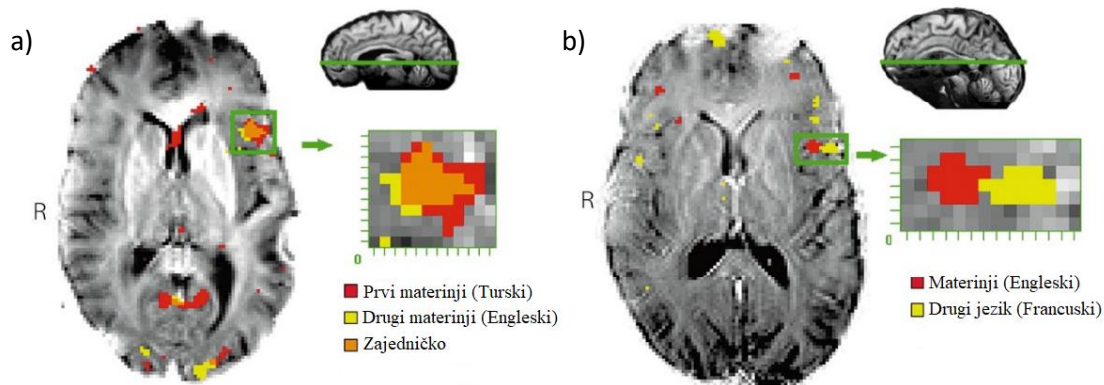 a)
R
0
Prvi materinji (Turski)
Drugi materinji (Engleski)
Zajedničko
b)
R
0
Materinji (Engleski)
Drugi jezik (Francuski)